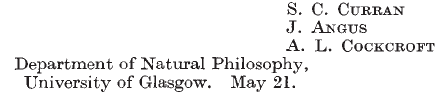 S. C. CURRAN
J. ANGUS
A. L. COCKCROFT
Department of Natural Philosophy,
University of Glasgow. May 21.